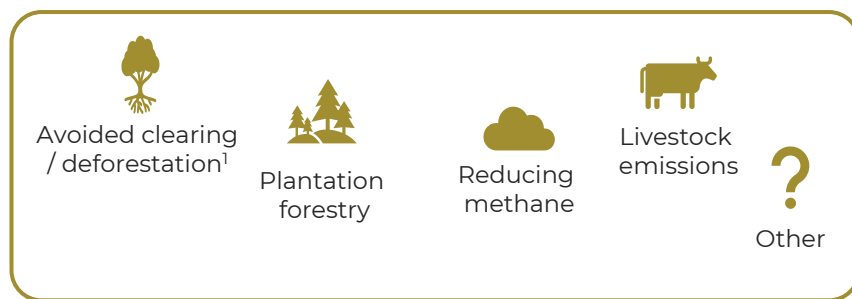 Avoided clearing
/ deforestation¹
Plantation
forestry
Reducing
methane
Livestock
emissions
?
Other